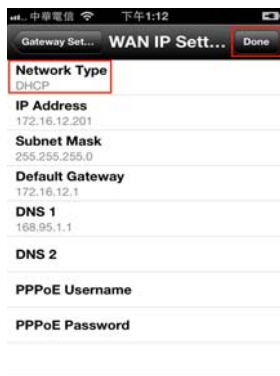 中華電信 下午1:12
Gateway Set... WAN IP Sett... Done
Network Type
DHCP
IP Address
172.16.12.201
Subnet Mask
255.255.255.0
Default Gateway
172.16.12.1
DNS 1
168.95.1.1
DNS 2
PPPoE Username
PPPoE Password